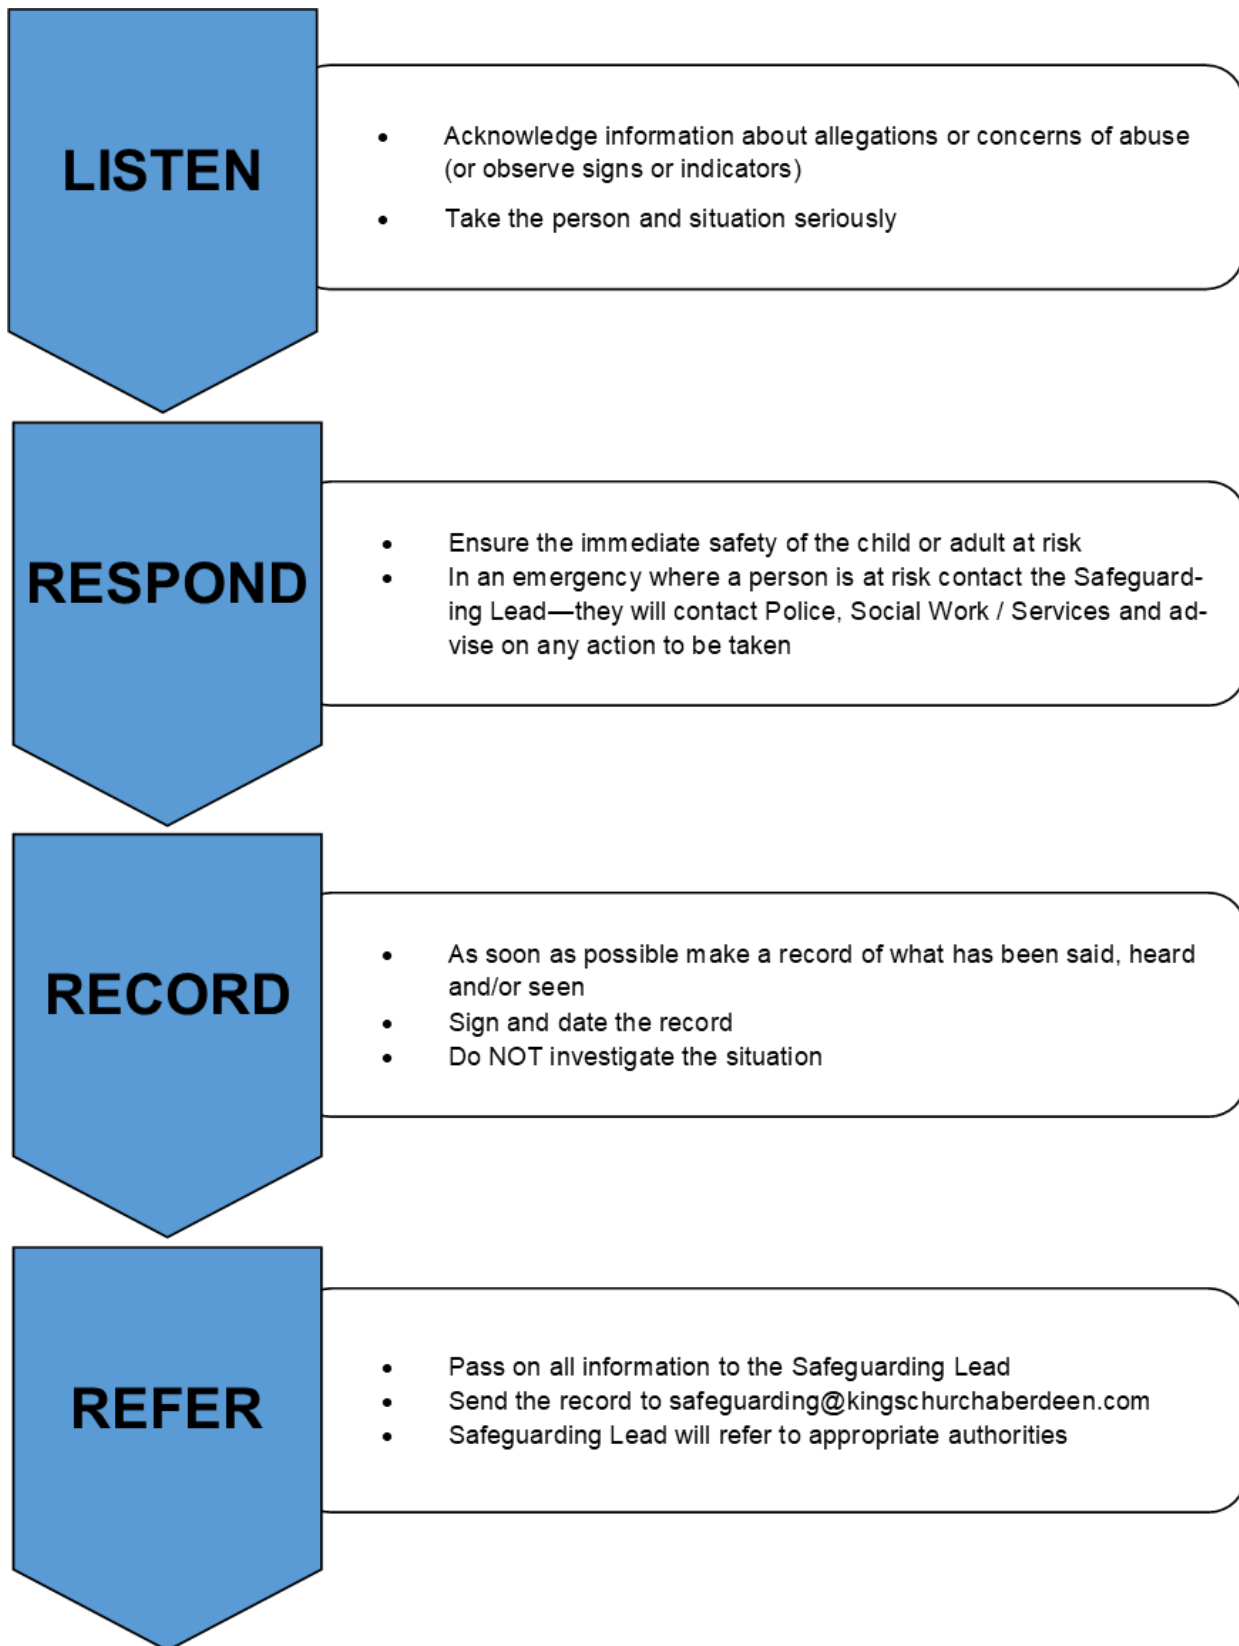 LISTEN
• Acknowledge information about allegations or concerns of abuse
(or observe signs or indicators)
• Take the person and situation seriously
RESPOND
• Ensure the immediate safety of the child or adult at risk
• In an emergency where a person is at risk contact the Safeguard-
ing Lead—they will contact Police, Social Work / Services and ad-
vise on any action to be taken
RECORD
• As soon as possible make a record of what has been said, heard
and/or seen
• Sign and date the record
• Do NOT investigate the situation
REFER
• Pass on all information to the Safeguarding Lead
• Send the record to safeguarding@kingschurchaberdeen.com
• Safeguarding Lead will refer to appropriate authorities